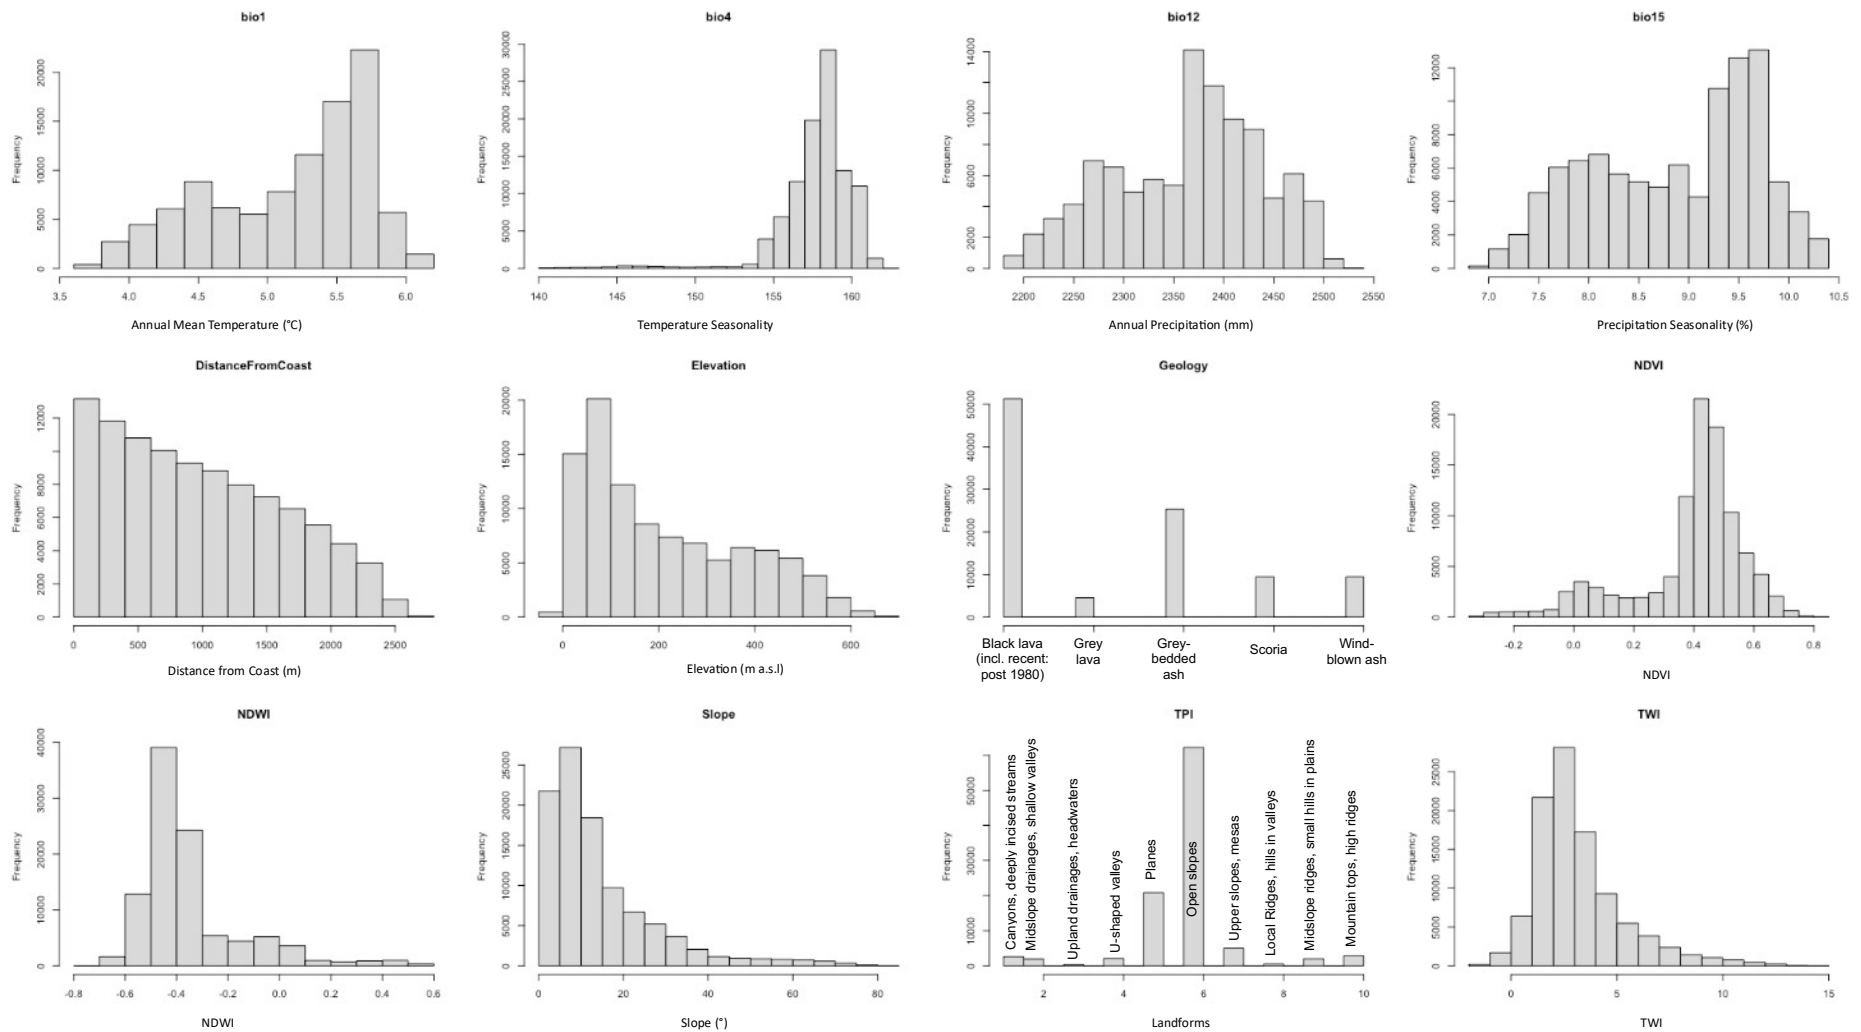 bio1
bio4
bio12
bio15
Frequency
0 5000 10000 15000 20000
3.5 4.0 4.5 5.0 5.5 6.0
Annual Mean Temperature (°C)
Frequency
0 5000 10000 15000 20000 25000 30000
140 145 150 155 160
Temperature Seasonality
Frequency
0 2000 6000 10000 14000
2200 2250 2300 2350 2400 2450 2500 2550
Annual Precipitation (mm)
Frequency
0 2000 4000 6000 8000 12000
7.0 7.5 8.0 8.5 9.0 9.5 10.0 10.5
Precipitation Seasonality (%)
DistanceFromCoast
Elevation
Geology
NDVI
Frequency
0 2000 4000 6000 8000 12000
0 500 1000 1500 2000 2500
Distance from Coast (m)
Frequency
0 5000 10000 15000 20000
0 200 400 600
Elevation (m a.s.l)
Frequency
0 10000 20000 30000 40000 50000
Black lava
(incl. recent:
post 1980)
Grey
lava
Grey-
bedded
ash
Scoria
Wind-
blown ash
Frequency
0 5000 10000 15000 20000
-0.2 0.0 0.2 0.4 0.6 0.8
NDVI
NDWI
Slope
TPI
TWI
Frequency
0 10000 20000 30000 40000
-0.8 -0.6 -0.4 -0.2 0.0 0.2 0.4 0.6
NDWI
Frequency
0 5000 10000 15000 20000 25000
0 20 40 60 80
Slope (°)
Frequency
0 10000 30000 50000
Canyons, deeply incised streams
Midslope drainages, shallow valleys
Upland drainages, headwaters
U-shaped valleys
Planes
Open slopes
Upper slopes, mesas
Local Ridges, hills in valleys
Midslope ridges, small hills in plains
Mountain tops, high ridges
2 4 6 8 10
Landforms
Frequency
0 5000 10000 15000 20000 25000
0 5 10 15
TWI